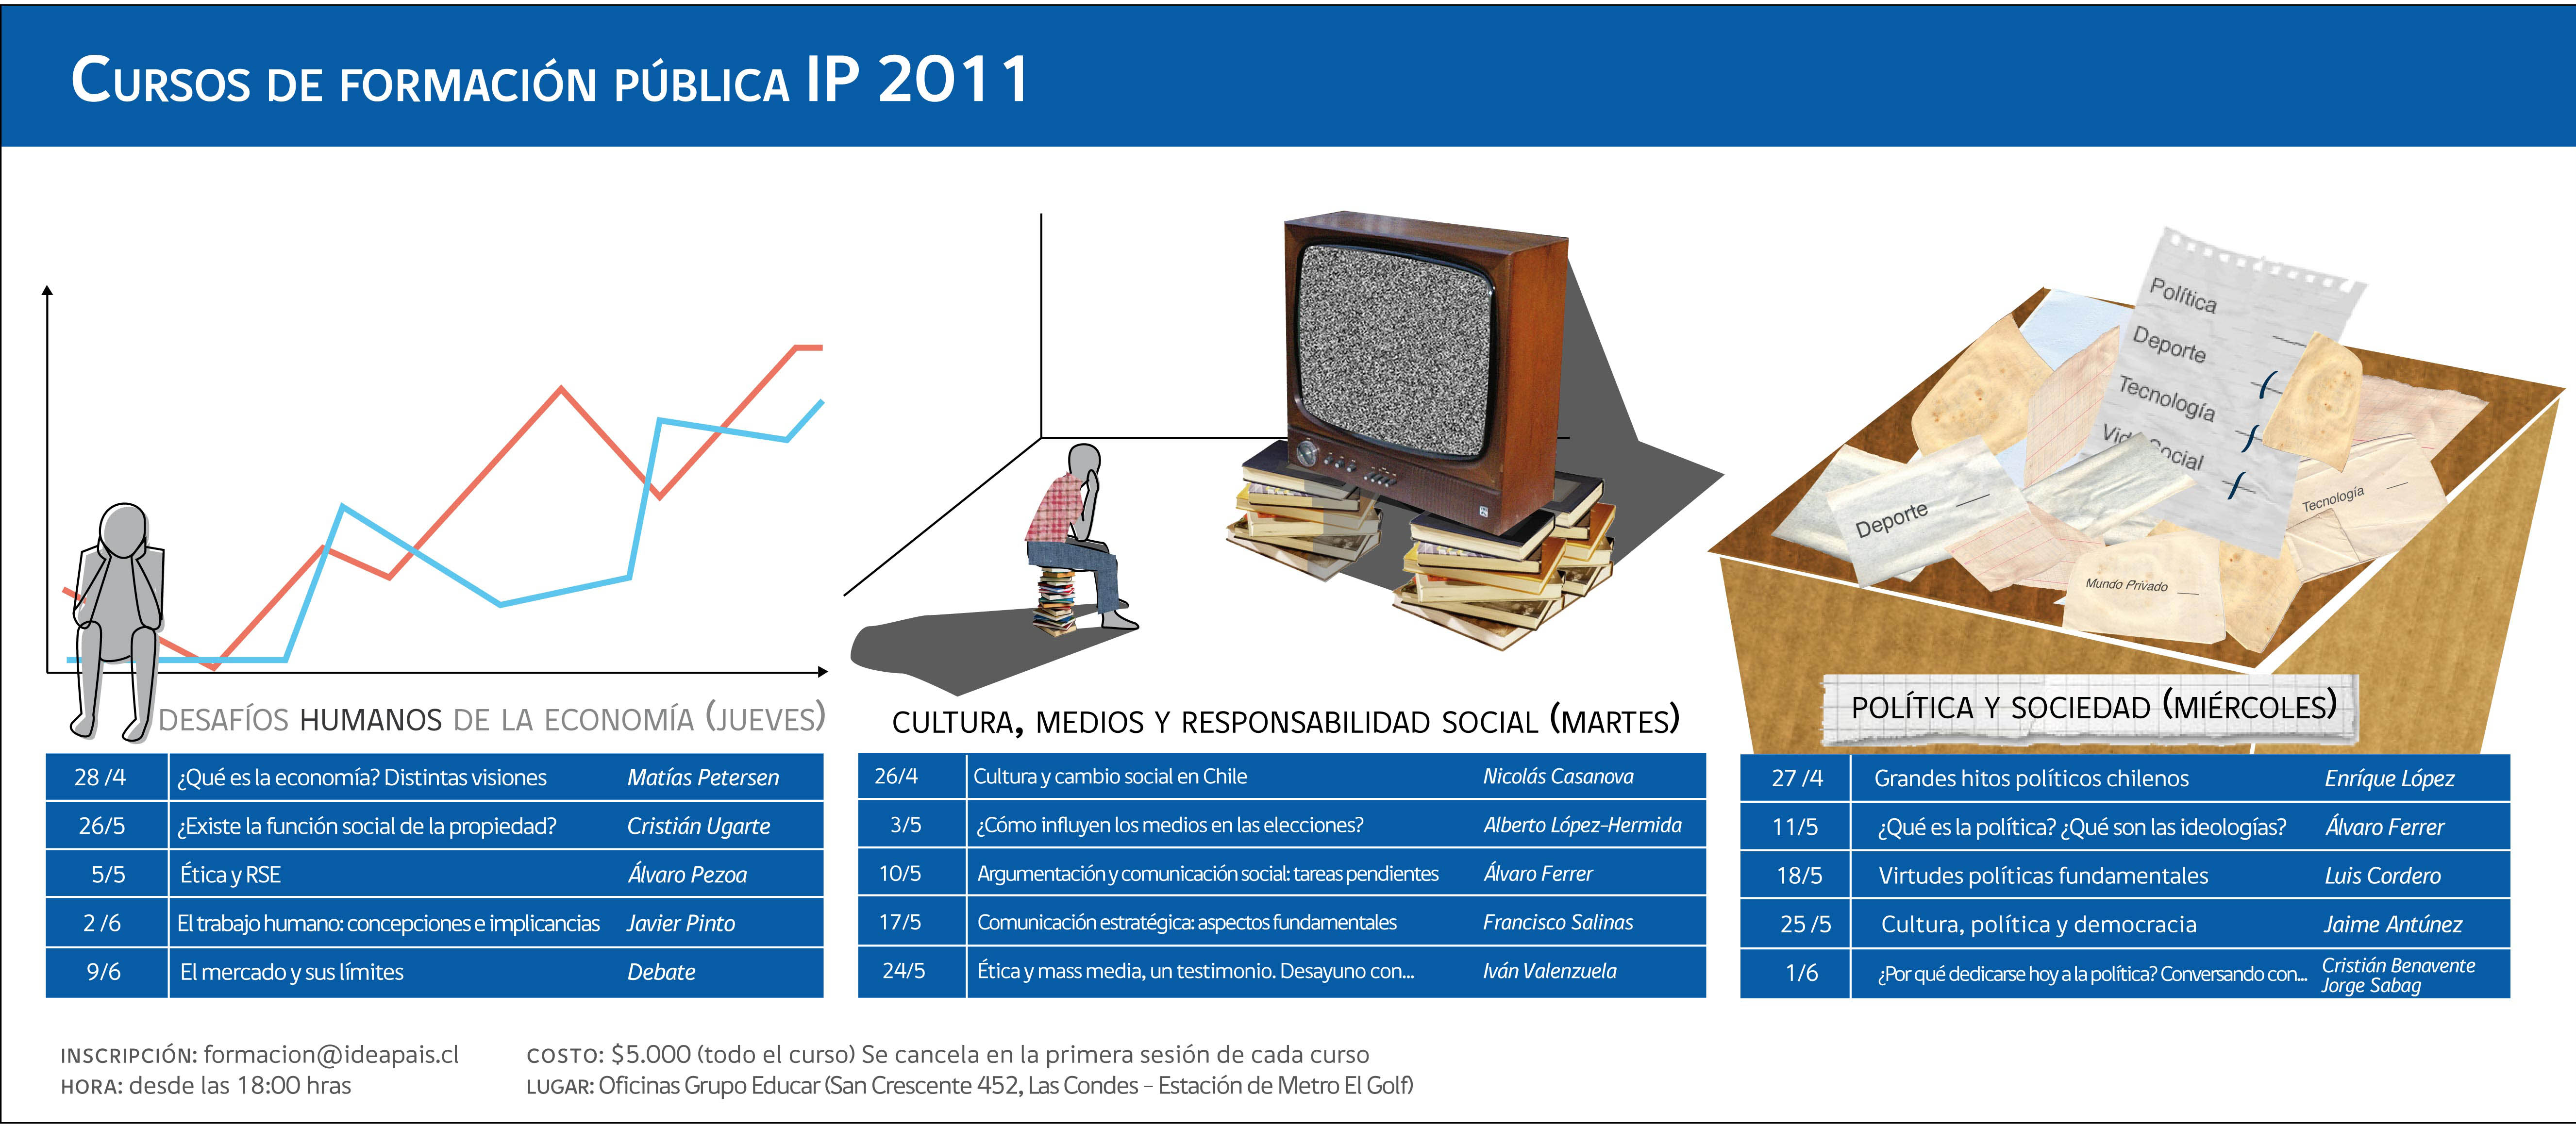 CURSOS DE FORMACIÓN PÚBLICA IP 2011
Política
Deporte
Tecnología
Deporte
Tecnología
Mundo Privado
DESAFÍOS HUMANOS DE LA ECONOMÍA (JUEVES)
28 /4 ¿Qué es la economía? Distintas visiones Matías Petersen
26/5 ¿Existe la función social de la propiedad? Cristián Ugarte
5/5 Ética y RSE Álvaro Pezoa
2 /6 El trabajo humano: concepciones e implicancias Javier Pinto
9/6 El mercado y sus límites Debate
CULTURA, MEDIOS Y RESPONSABILIDAD SOCIAL (MARTES)
26/4 Cultura y cambio social en Chile Nicolás Casanova
3/5 ¿Cómo influyen los medios en las elecciones? Alberto López-Hermida
10/5 Argumentación y comunicación social: tareas pendientes Álvaro Ferrer
17/5 Comunicación estratégica: aspectos fundamentales Francisco Salinas
24/5 Ética y mass media, un testimonio. Desayuno con... Iván Valenzuela
POLÍTICA Y SOCIEDAD (MIÉRCOLES)
27 /4 Grandes hitos políticos chilenos Enríque López
11/5 ¿Qué es la política? ¿Qué son las ideologías? Álvaro Ferrer
18/5 Virtudes políticas fundamentales Luis Cordero
25 /5 Cultura, política y democracia Jaime Antúnez
1/6 ¿Por qué dedicarse hoy a la política? Conversando con... Cristián Benavente
Jorge Sabag
INSCRIPCIÓN: formacion@ideapais.cl
HORA: desde las 18:00 hras
COSTO: $5.000 (todo el curso) Se cancela en la primera sesión de cada curso
LUGAR: Oficinas Grupo Educar (San Crescente 452, Las Condes - Estación de Metro El Golf)